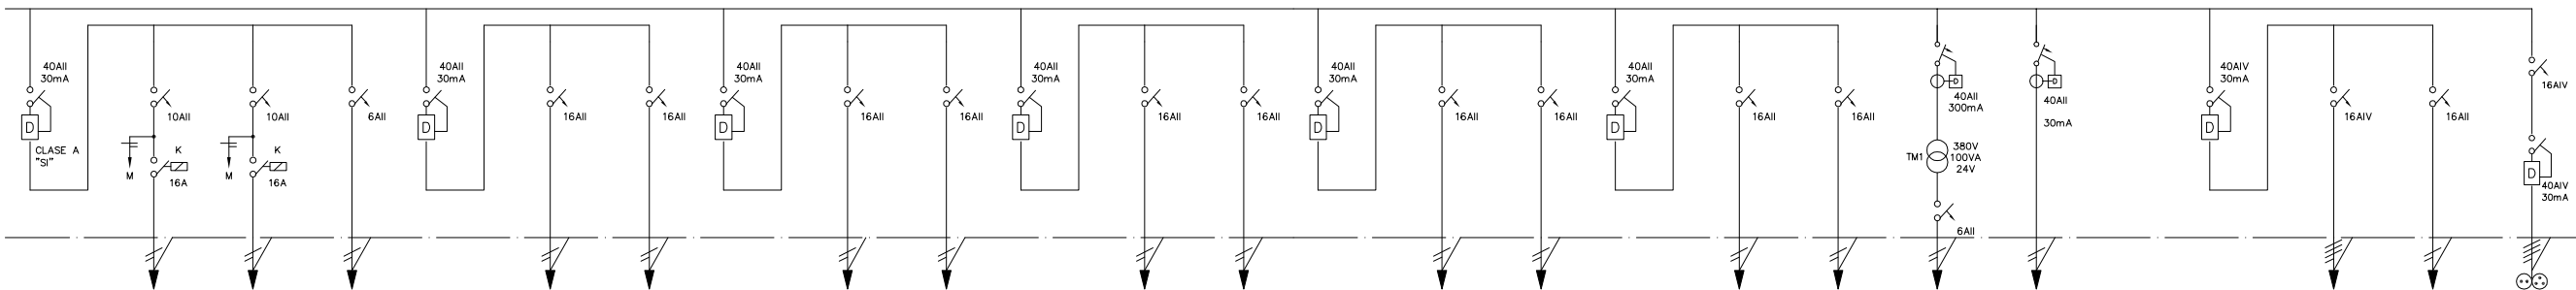 40AII
30mA
D
CLASE A
"SI"
10AII
M
K
16A
10AII
M
K
16A
6AII
40AII
30mA
D
16AII
16AII
40AII
30mA
D
16AII
16AII
40AII
30mA
D
16AII
16AII
40AII
30mA
D
16AII
16AII
40AII
30mA
D
16AII
16AII
D
40AII
300mA
TM1
380V
100VA
24V
6AII
D
40AII
30mA
40AIV
30mA
D
16AIV
16AII
16AIV
D
40AIV
30mA